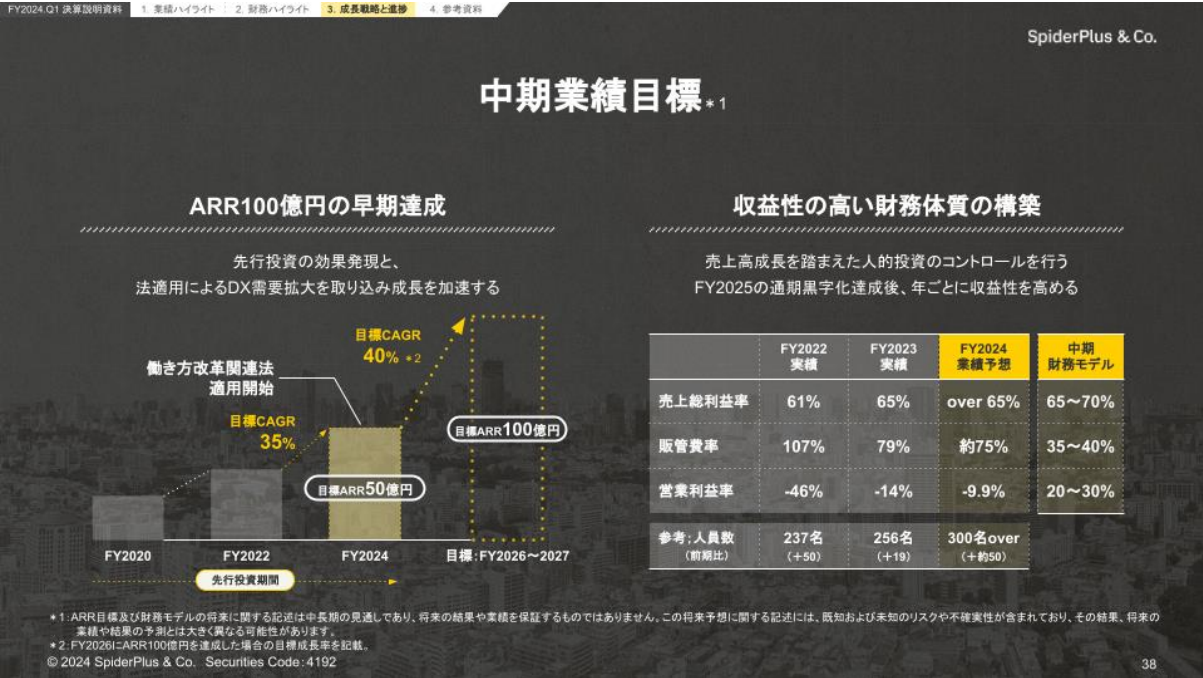 FY2024.Q1 決算説明資料
1. 業績ハイライト
2. 財務ハイライト
3. 成長戦略と進捗
4. 参考資料
SpiderPlus & Co.
中期業績目標＊1
ARR100億円の早期達成
先行投資の効果発現と、
法適用によるDX需要拡大を取り込み成長を加速する
目標CAGR
40% ＊2
働き方改革関連法
適用開始
目標CAGR
35%
目標ARR100億円
目標ARR50億円
FY2020
FY2022
FY2024
目標：FY2026～2027
先行投資期間
収益性の高い財務体質の構築
売上高成長を踏まえた人的投資のコントロールを行う
FY2025の通期黒字化達成後、年ごとに収益性を高める
FY2022 実績
FY2023 実績
FY2024 業績予想
中期 財務モデル
売上総利益率 61% 65% over 65% 65～70%
販管費率 107% 79% 約75% 35～40%
営業利益率 -46% -14% -9.9% 20～30%
参考；人員数 237名 256名 300名over
（前期比） （＋50） （＋19） （＋約50）
＊1：ARR目標及び財務モデルの将来に関する記述は中長期の見通しであり、将来の結果や業績を保証するものではありません。この将来予想に関する記述には、既知および未知のリスクや不確実性が含まれており、その結果、将来の
業績や結果の予測とは大きく異なる可能性があります。
＊2：FY2026にARR100億円を達成した場合の目標成長率を記載。
© 2024 SpiderPlus & Co. Securities Code：4192
38